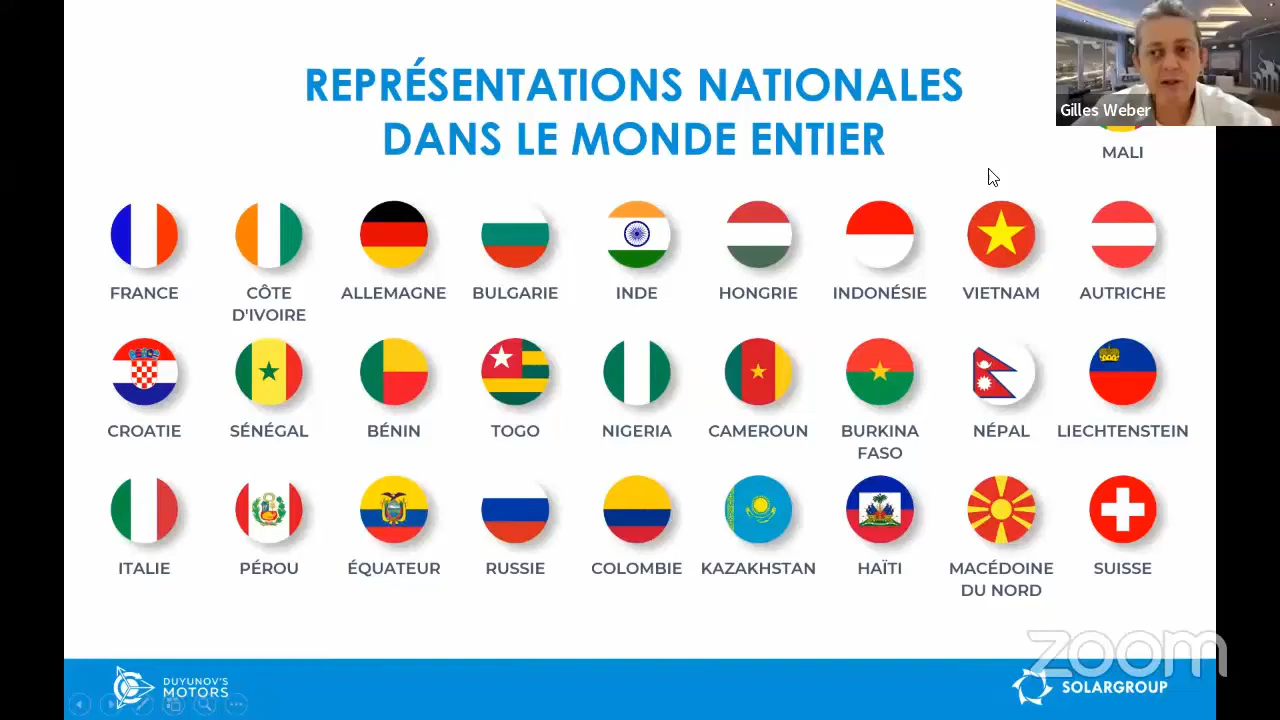 REPRÉSENTATIONS NATIONALES
DANS LE MONDE ENTIER
Gilles Weber
MALI
FRANCE
CÔTE
D'IVOIRE
ALLEMAGNE
BULGARIE
INDE
HONGRIE
INDONÉSIE
VIETNAM
AUTRICHE
CROATIE
SÉNÉGAL
BÉNIN
TOGO
NIGERIA
CAMEROUN
BURKINA
FASO
NÉPAL
LIECHTENSTEIN
ITALIE
PÉROU
ÉQUATEUR
RUSSIE
COLOMBIE
KAZAKHSTAN
HAÏTI
MACÉDOINE
DU NORD
SUISSE
zoom
DUYUNOV'S
MOTORS
SOLARGROUP